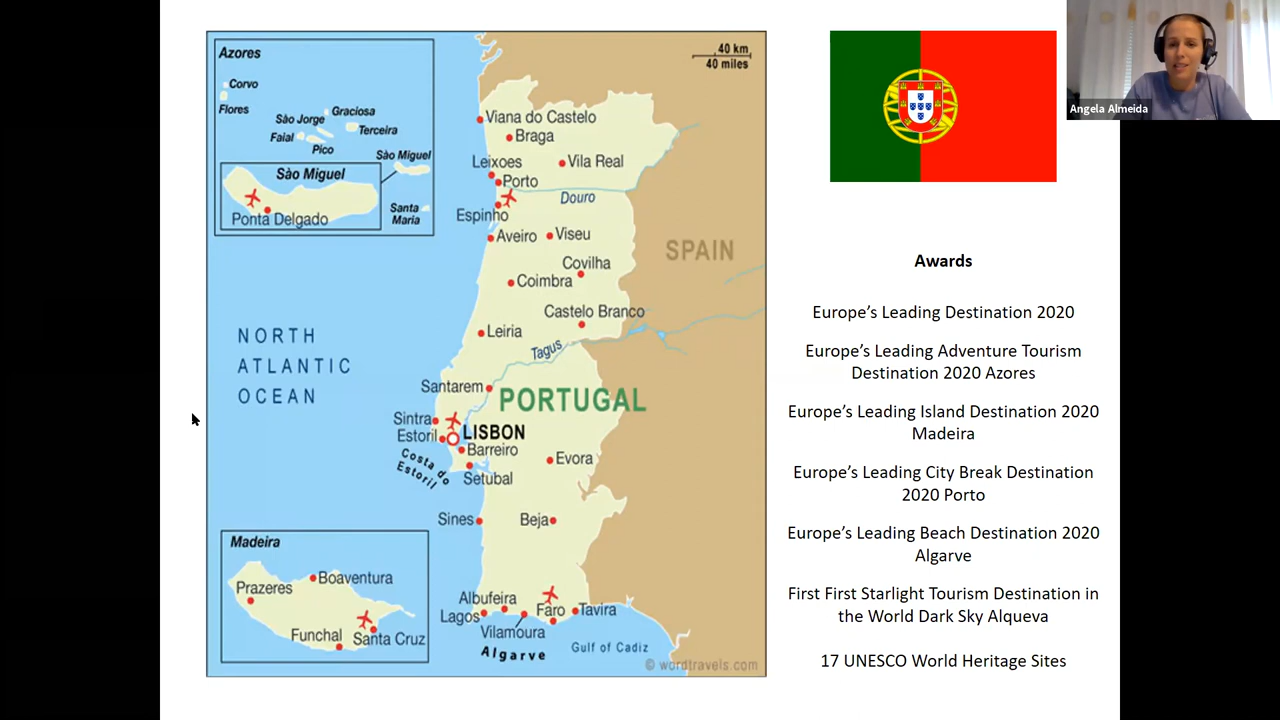 Azores
Corvo
Flores
Graciosa
Sào Jorge
Terceira
Faial
Pico
Sào Miguel
Sào Miguel
Ponta Delgado
Santa
Maria
40 km
40 miles
Viana do Castelo
Braga
Leixoes
Vila Real
Porto
Douro
Espinho
Aveiro
Viseu
SPAIN
Covilha
Coimbra
Castelo Branco
Leiria
NORTH
ATLANTIC
OCEAN
Tagus
Santarem
PORTUGAL
Sintra
LISBON
Estoril
Barreiro
Costa do
Estoril
Evora
Setubal
Sines
Beja
Madeira
Boaventura
Prazeres
Funchal
Santa Cruz
Albufeira
Lagos
Faro
Tavira
Vilamoura
Algarve
Gulf of Cadiz
© wordtravels.com
Angela Almeida
Awards
Europe’s Leading Destination 2020
Europe’s Leading Adventure Tourism
Destination 2020 Azores
Europe’s Leading Island Destination 2020
Madeira
Europe’s Leading City Break Destination
2020 Porto
Europe’s Leading Beach Destination 2020
Algarve
First First Starlight Tourism Destination in
the World Dark Sky Alqueva
17 UNESCO World Heritage Sites